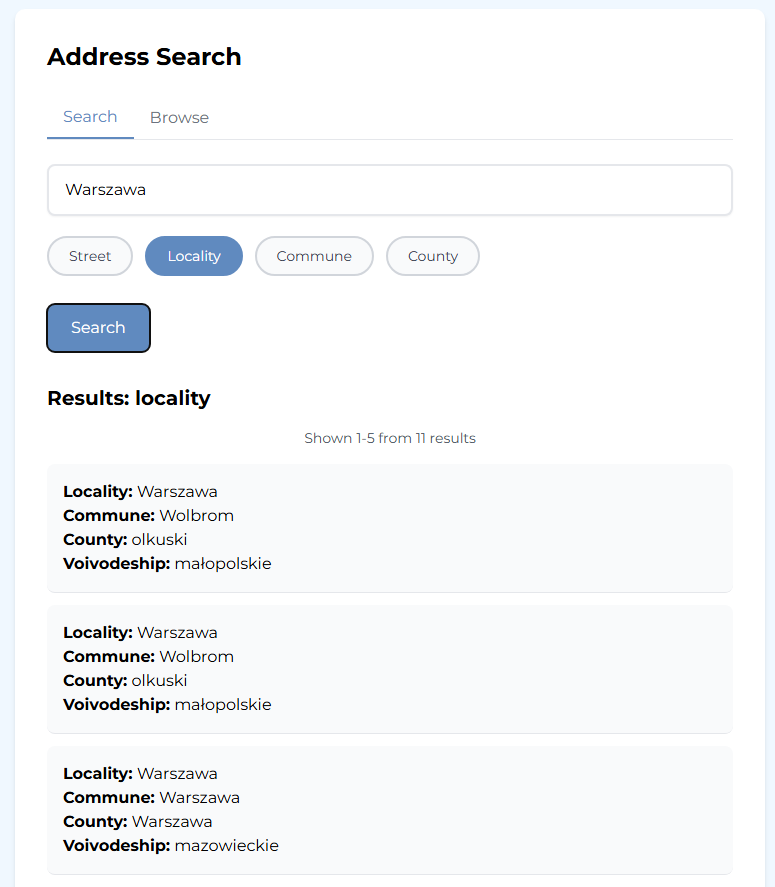 Address Search
Search Browse
Warszawa
Street Locality Commune County
Search
Results: locality
Shown 1-5 from 11 results
Locality: Warszawa
Commune: Wolbrom
County: olkuski
Voivodeship: małopolskie
Locality: Warszawa
Commune: Wolbrom
County: olkuski
Voivodeship: małopolskie
Locality: Warszawa
Commune: Warszawa
County: Warszawa
Voivodeship: mazowieckie